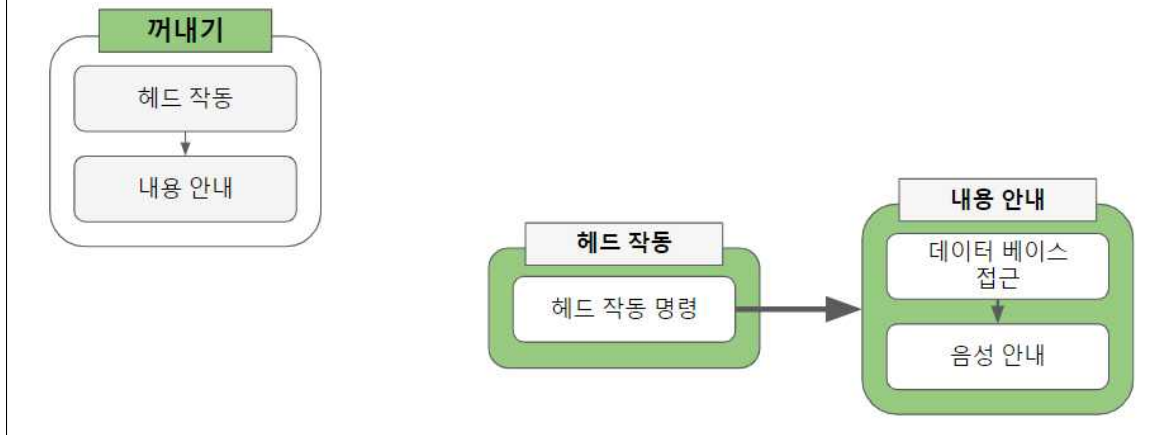 꺼내기
헤드 작동
내용 안내
헤드 작동
헤드 작동 명령
내용 안내
데이터 베이스
접근
음성 안내